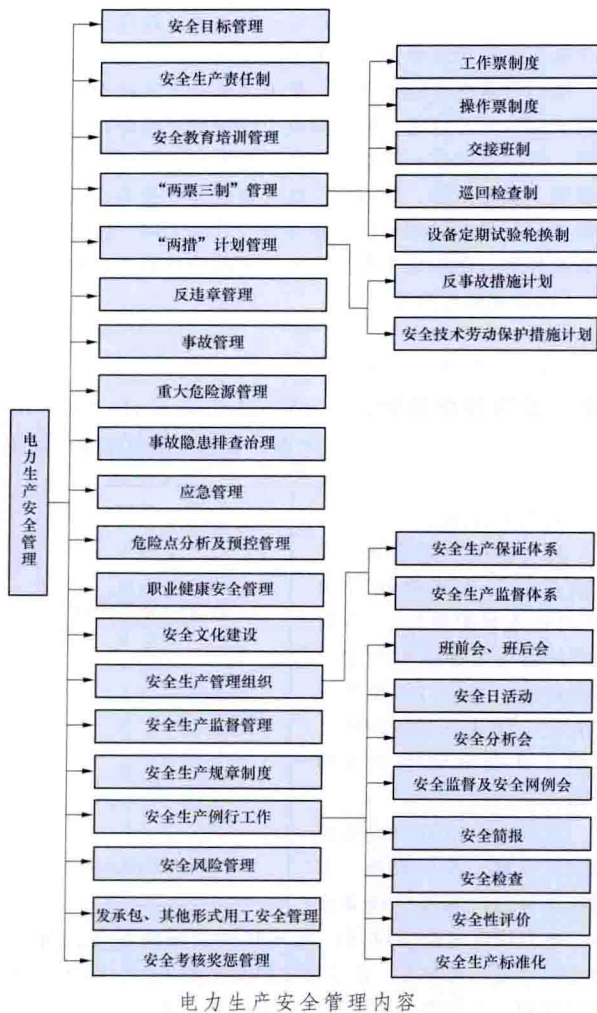 电力生产安全管理
安全目标管理
安全生产责任制
安全教育培训管理
“两票三制”管理
“两措”计划管理
反违章管理
事故管理
重大危险源管理
事故隐患排查治理
应急管理
危险点分析及预控管理
职业健康安全管理
安全文化建设
安全生产管理组织
安全生产监督管理
安全生产规章制度
安全生产例行工作
安全风险管理
发承包、其他形式用工安全管理
安全考核奖惩管理
工作票制度
操作票制度
交接班制
巡回检查制
设备定期试验轮换制
反事故措施计划
安全技术劳动保护措施计划
安全生产保证体系
安全生产监督体系
班前会、班后会
安全日活动
安全分析会
安全监督及安全网例会
安全简报
安全检查
安全性评价
安全生产标准化
电力生产安全管理内容